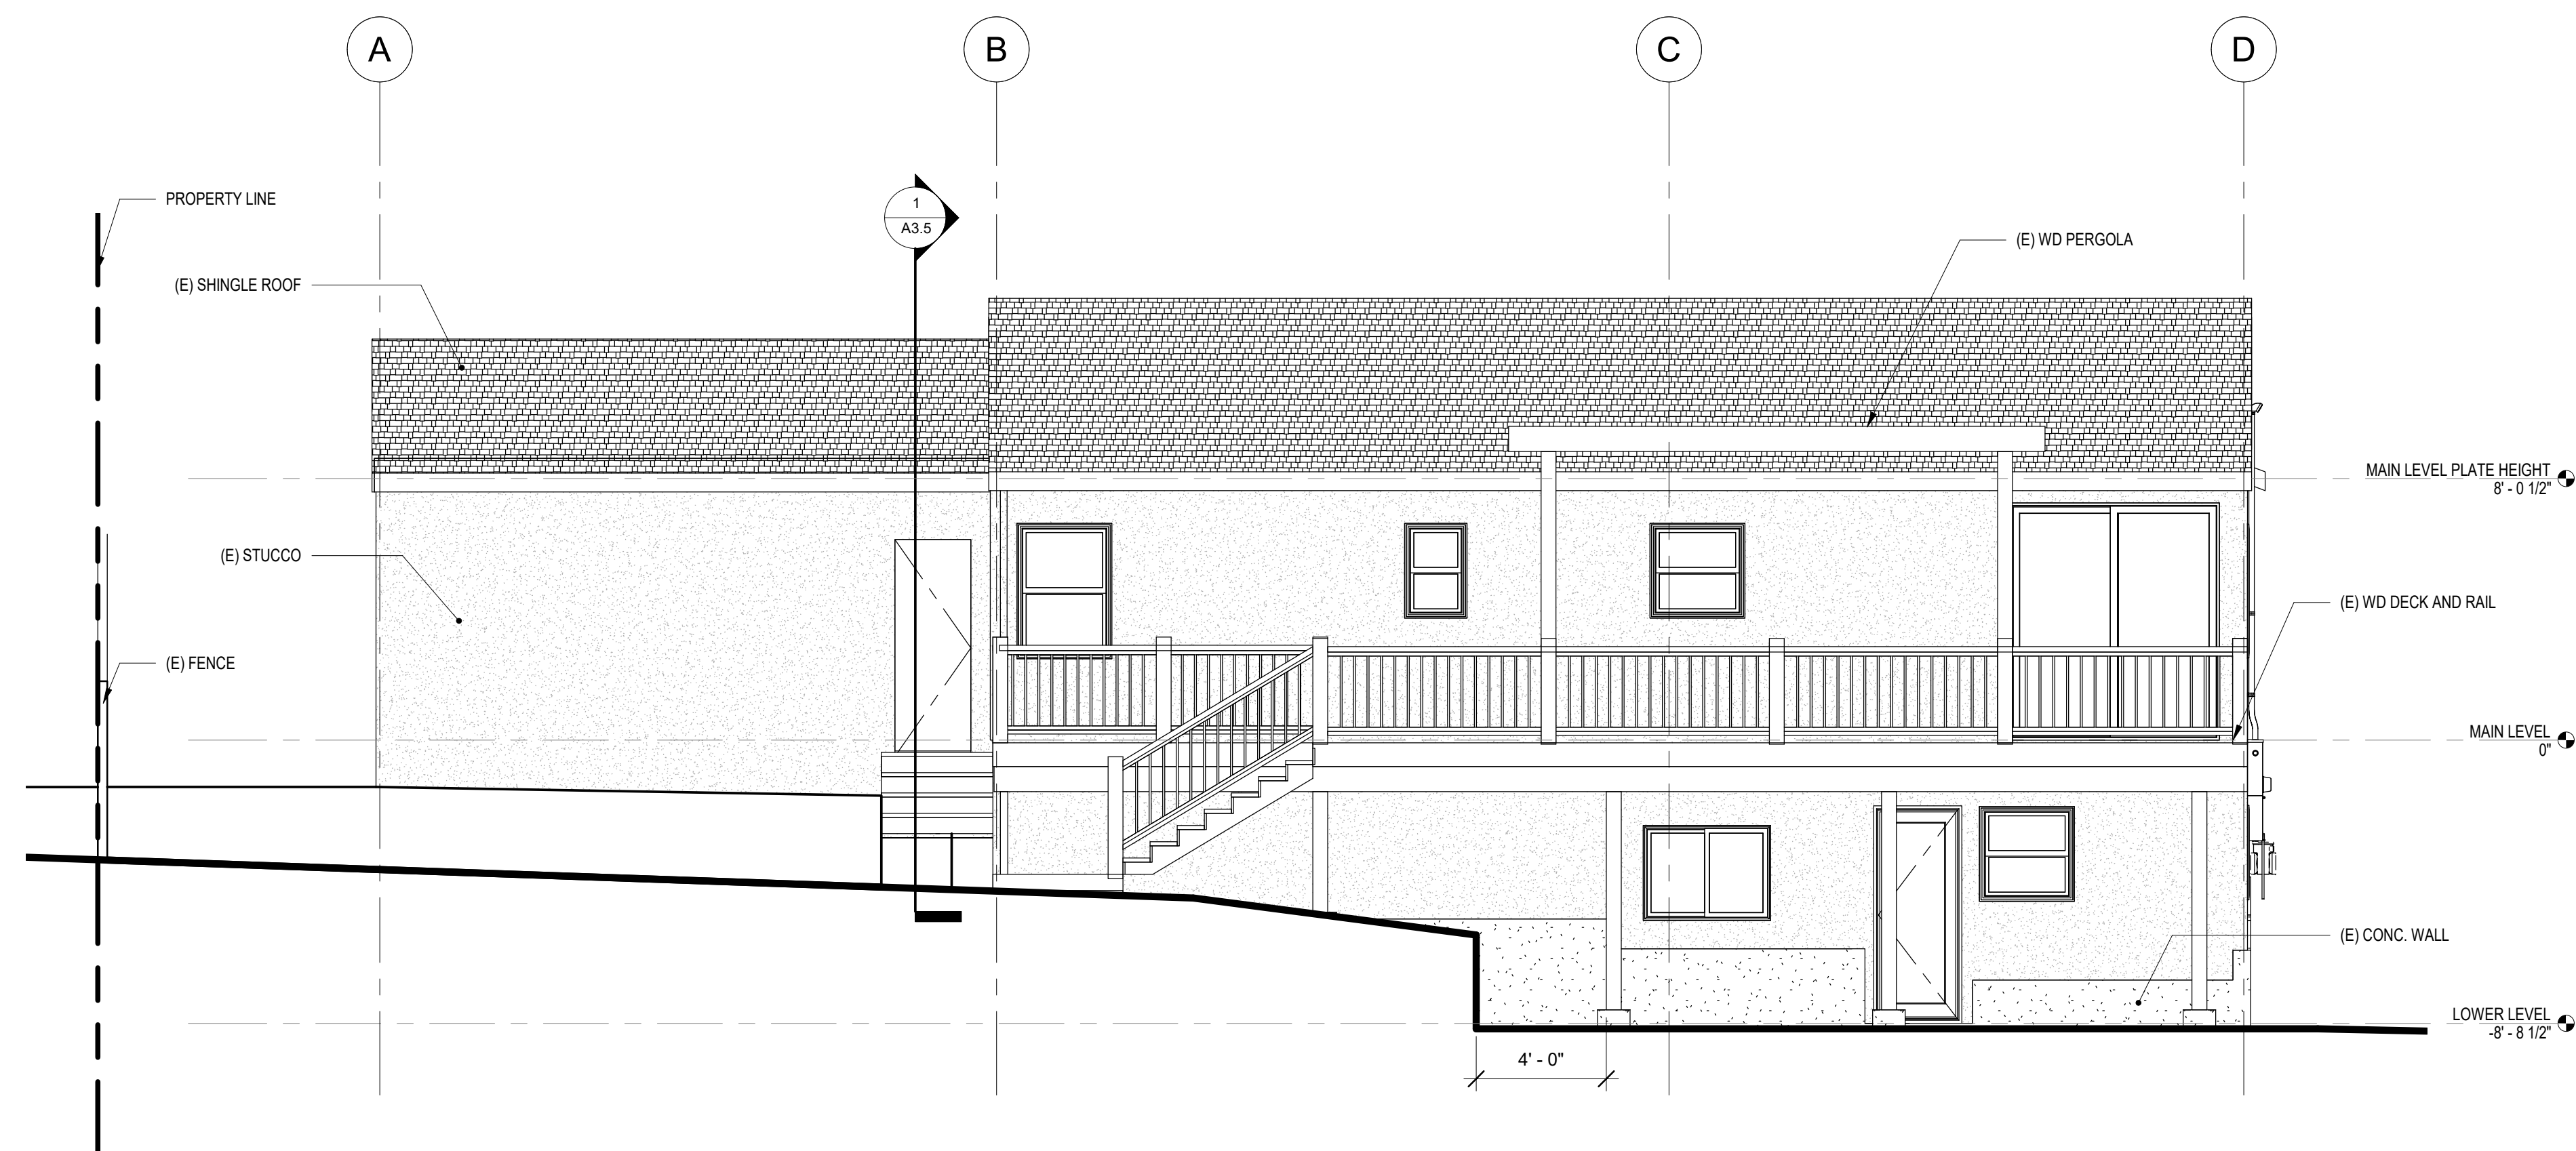 A
B
C
D
PROPERTY LINE
1
A3.5
(E) WD PERGOLA
(E) SHINGLE ROOF
MAIN LEVEL PLATE HEIGHT
8' - 0 1/2"
(E) STUCCO
(E) WD DECK AND RAIL
(E) FENCE
MAIN LEVEL
0"
(E) CONC. WALL
LOWER LEVEL
-8' - 8 1/2"
4' - 0"